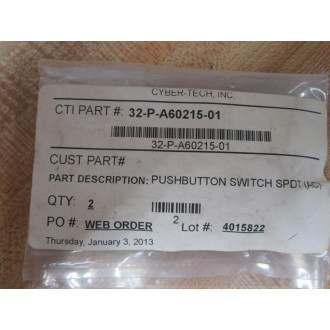 CYBER-TECH, INC.
CTI PART #: 32-P-A60215-01
32-P-A60215-01
CUST PART#
PART DESCRIPTION: PUSHBUTTON SWITCH SPDT
QTY: 2
2
PO #: WEB ORDER Lot #: 4015822
Thursday, January 3, 2013